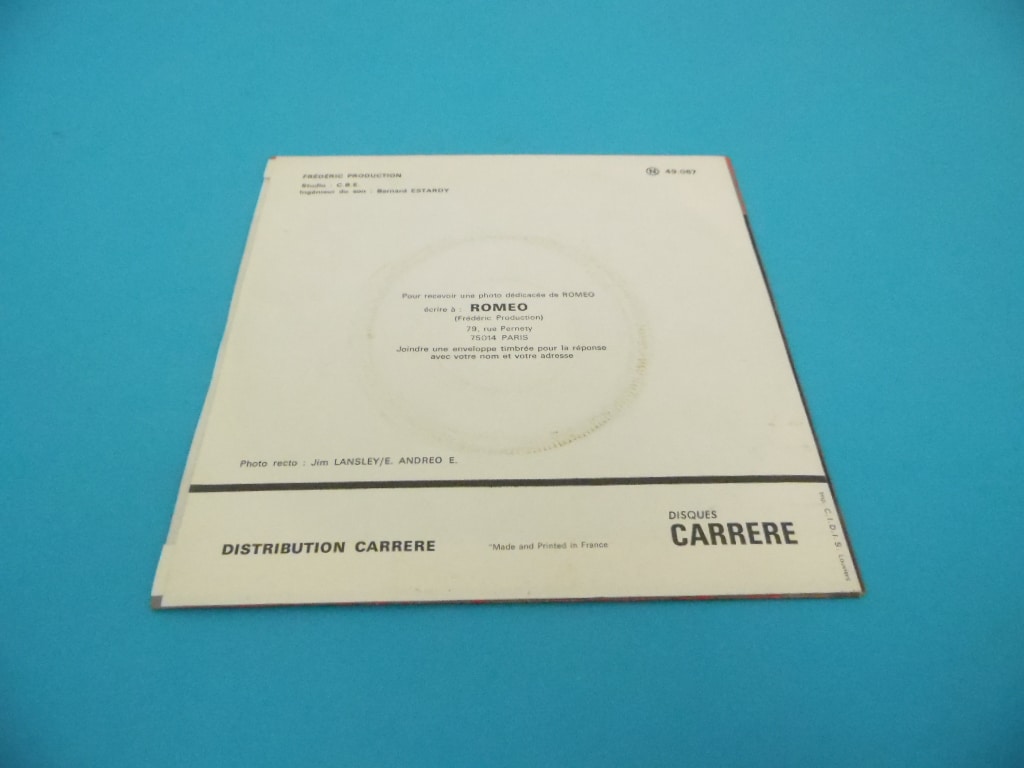 FRÉDÉRIC PRODUCTION
Studio : C.B.E.
Ingénieur du son : Bernard ESTARDY
N 49.087
Pour recevoir une photo dédicacée de ROMEO
écrire à : ROMEO
(Frédéric Production)
79, rue Pernety
75014 PARIS
Joindre une enveloppe timbrée pour la réponse
avec votre nom et votre adresse
Photo recto : Jim LANSLEY/E. ANDREO E.
DISTRIBUTION CARRERE
"Made and Printed in France
DISQUES
CARRERE
Imp. C.I.D.I.S. Louviers